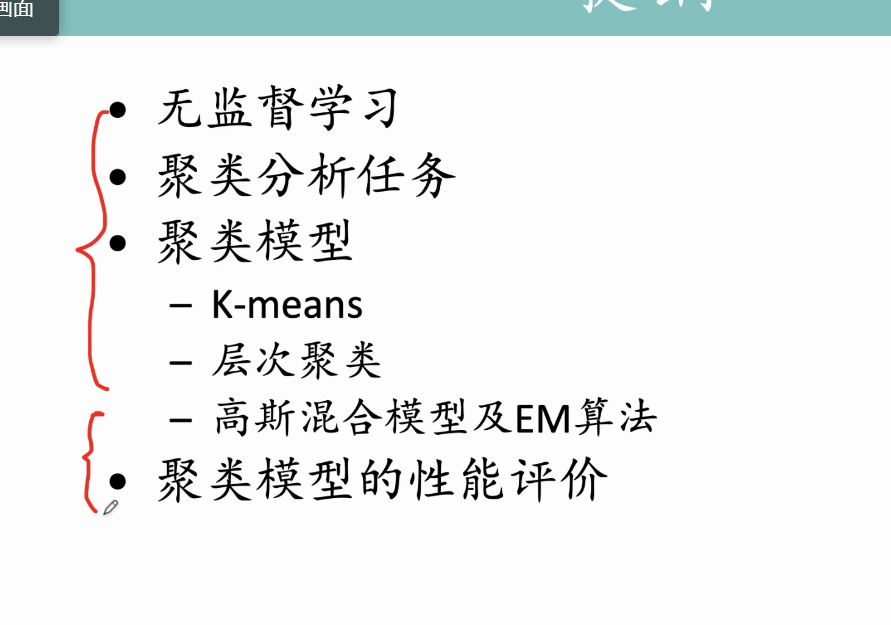 画面
提纲
• 无监督学习
• 聚类分析任务
• 聚类模型
– K-means
– 层次聚类
– 高斯混合模型及EM算法
• 聚类模型的性能评价